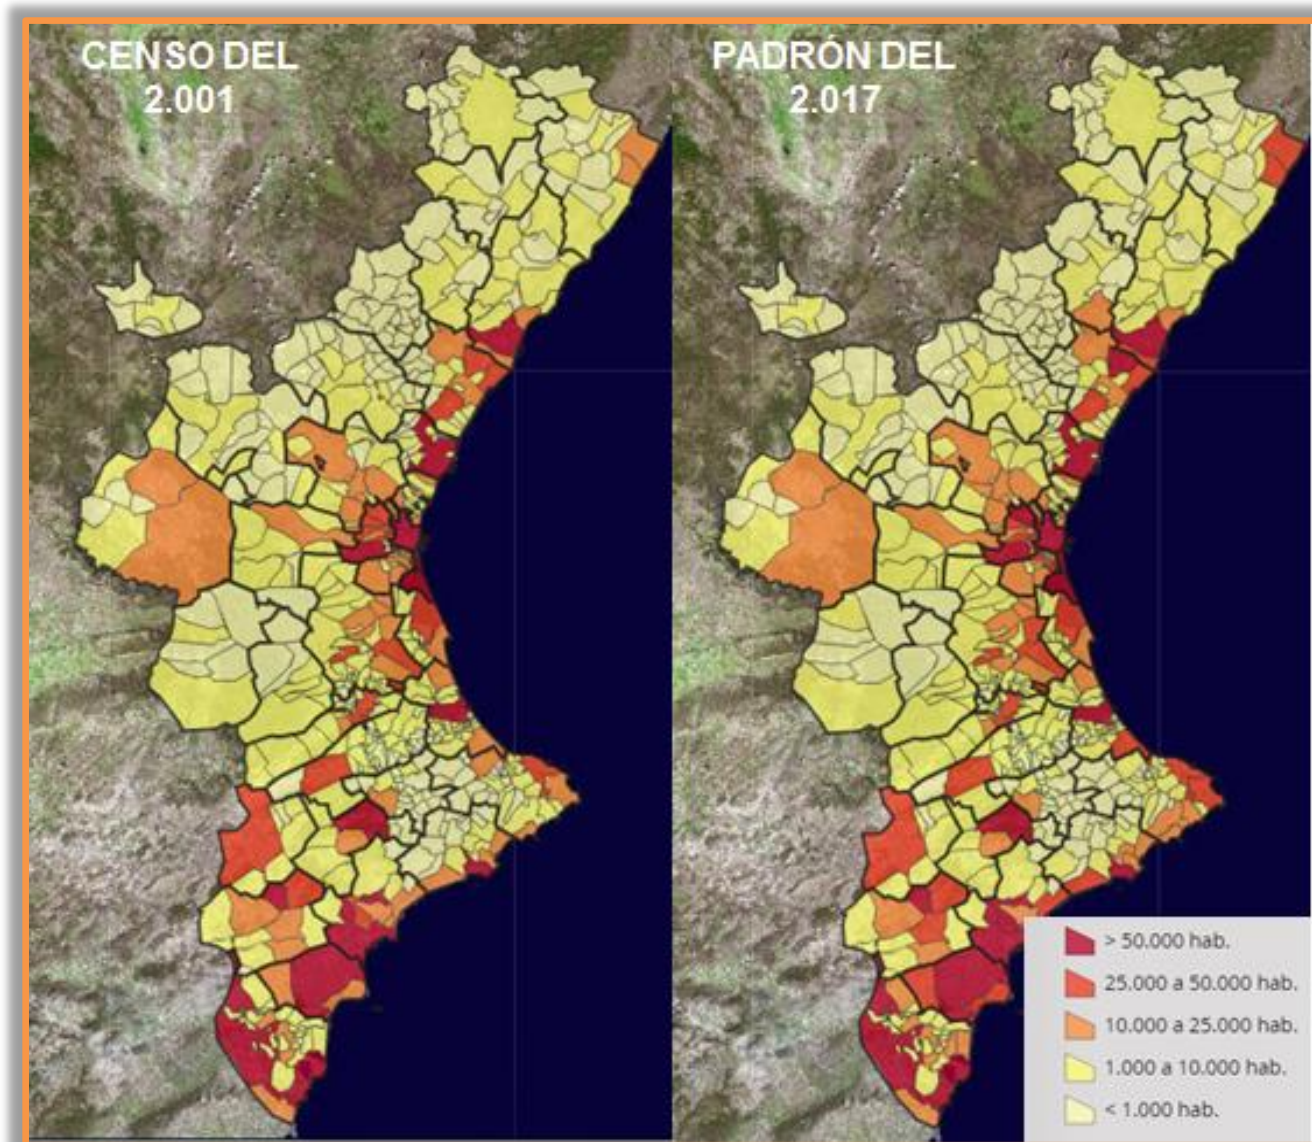 CENSO DEL
2.001
PADRÓN DEL
2.017
> 50.000 hab.
25.000 a 50.000 hab.
10.000 a 25.000 hab.
1.000 a 10.000 hab.
< 1.000 hab.